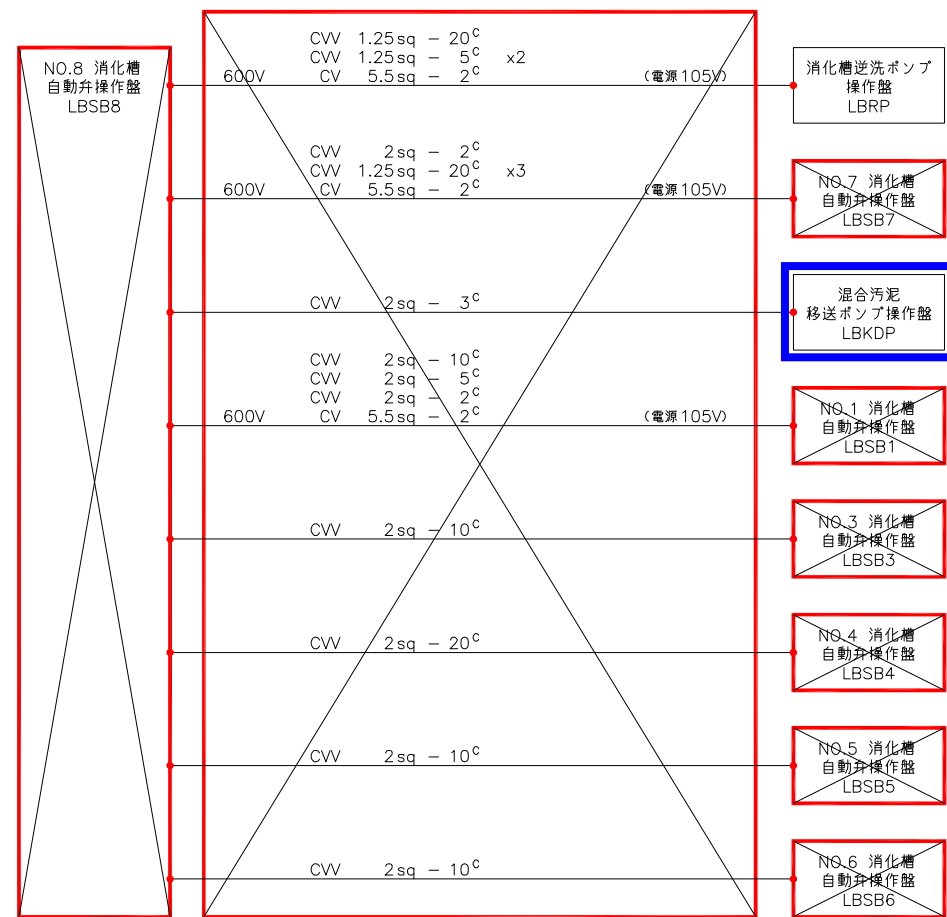 NO.8 消化槽
自動弁操作盤
LBSB8
CVV 1.25sq - 20C
CVV 1.25sq - 5C x2
600V CV 5.5sq - 2C (電源105V)
消化槽逆洗ポンプ
操作盤
LBRP
CVV 2sq - 2C
CVV 1.25sq - 20C x3
600V CV 5.5sq - 2C (電源105V)
NO.7 消化槽
自動弁操作盤
LBSB7
CVV 2sq - 3C
混合汚泥
移送ポンプ操作盤
LBKDP
CVV 2sq - 10C
CVV 2sq - 5C
CVV 2sq - 2C
600V CV 5.5sq - 2C (電源105V)
NO.1 消化槽
自動弁操作盤
LBSB1
CVV 2sq - 10C
NO.3 消化槽
自動弁操作盤
LBSB3
CVV 2sq - 20C
NO.4 消化槽
自動弁操作盤
LBSB4
CVV 2sq - 10C
NO.5 消化槽
自動弁操作盤
LBSB5
CVV 2sq - 10C
NO.6 消化槽
自動弁操作盤
LBSB6